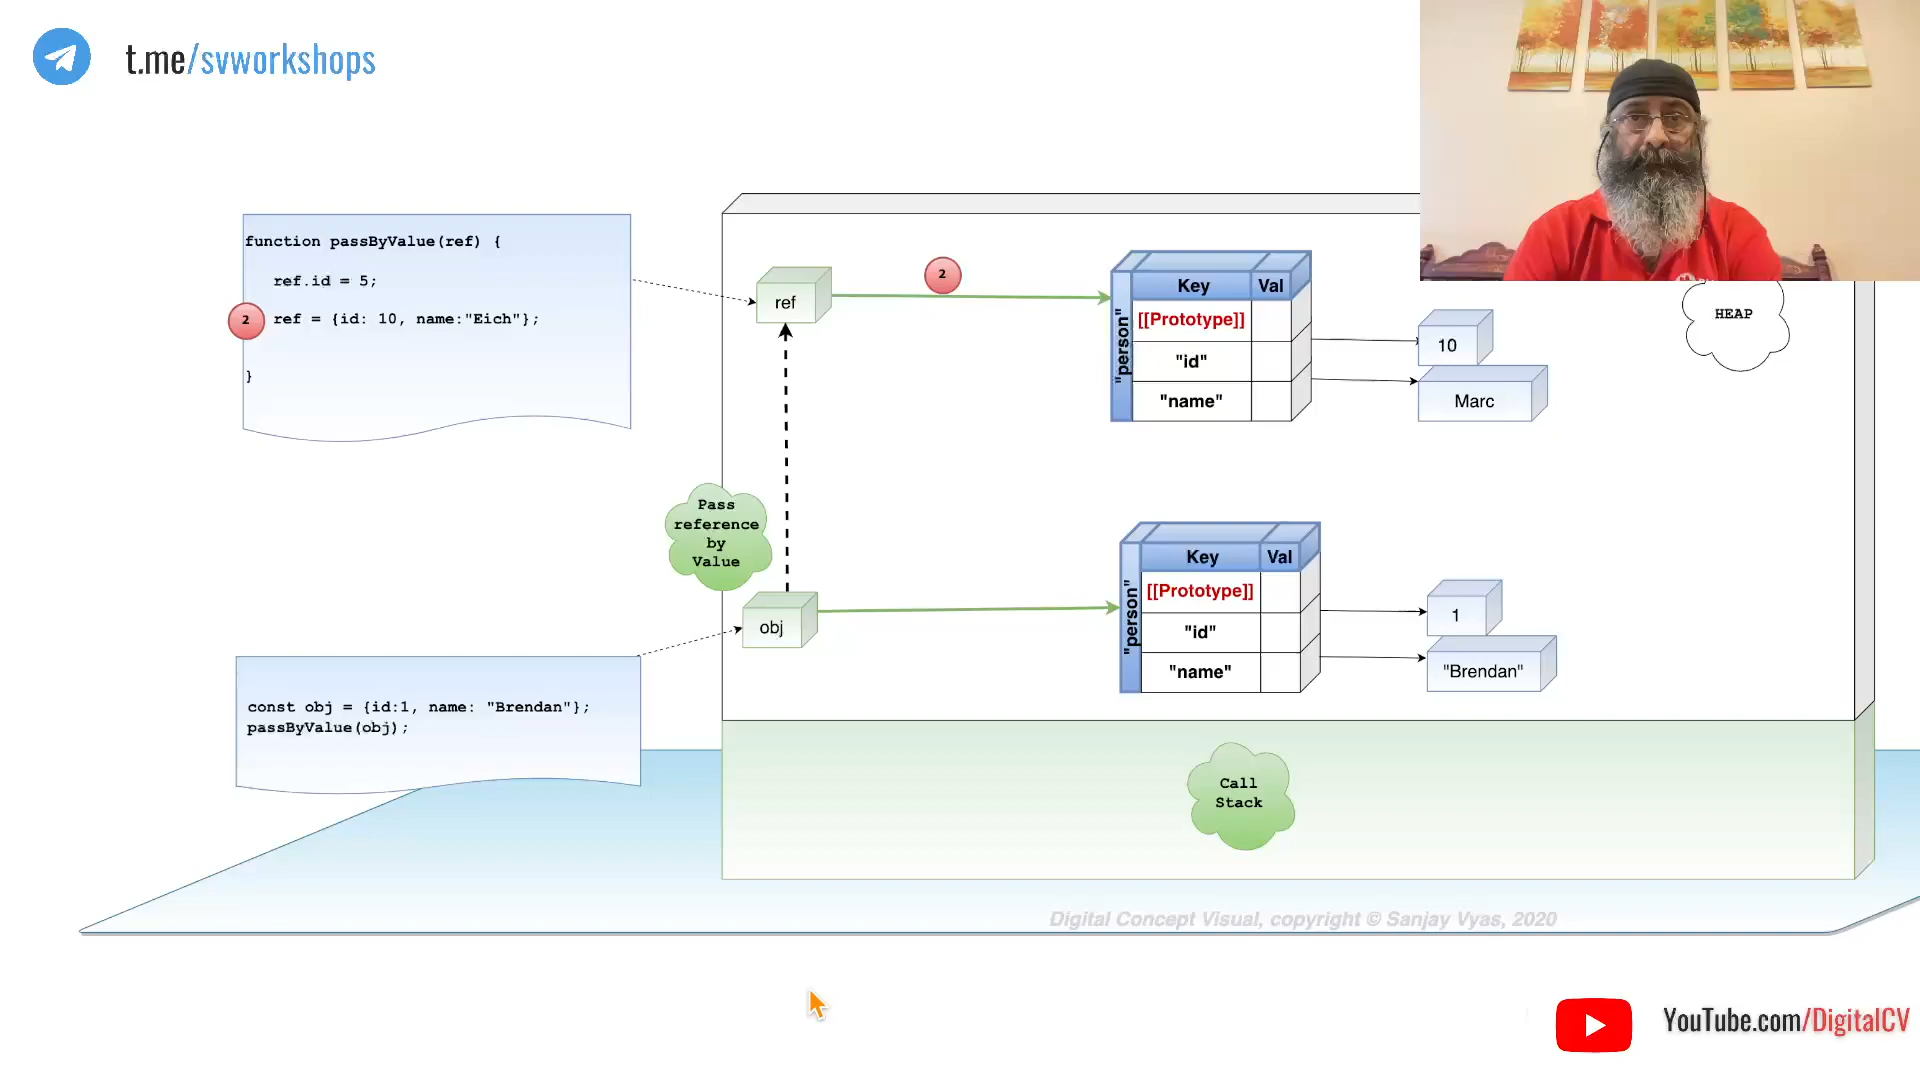 t.me/svworkshops
function passByValue(ref) {
ref.id = 5;
2 ref = {id: 10, name:"Eich"};
}
ref
2
"person"
Key Val
[[Prototype]]
"id"
"name"
10
Marc
HEAP
Pass
reference
by
Value
obj
"person"
Key Val
[[Prototype]]
"id"
"name"
1
"Brendan"
const obj = {id:1, name: "Brendan"};
passByValue(obj);
Call
Stack
Digital Concept Visual, copyright © Sanjay Vyas, 2020
YouTube.com/DigitalCV